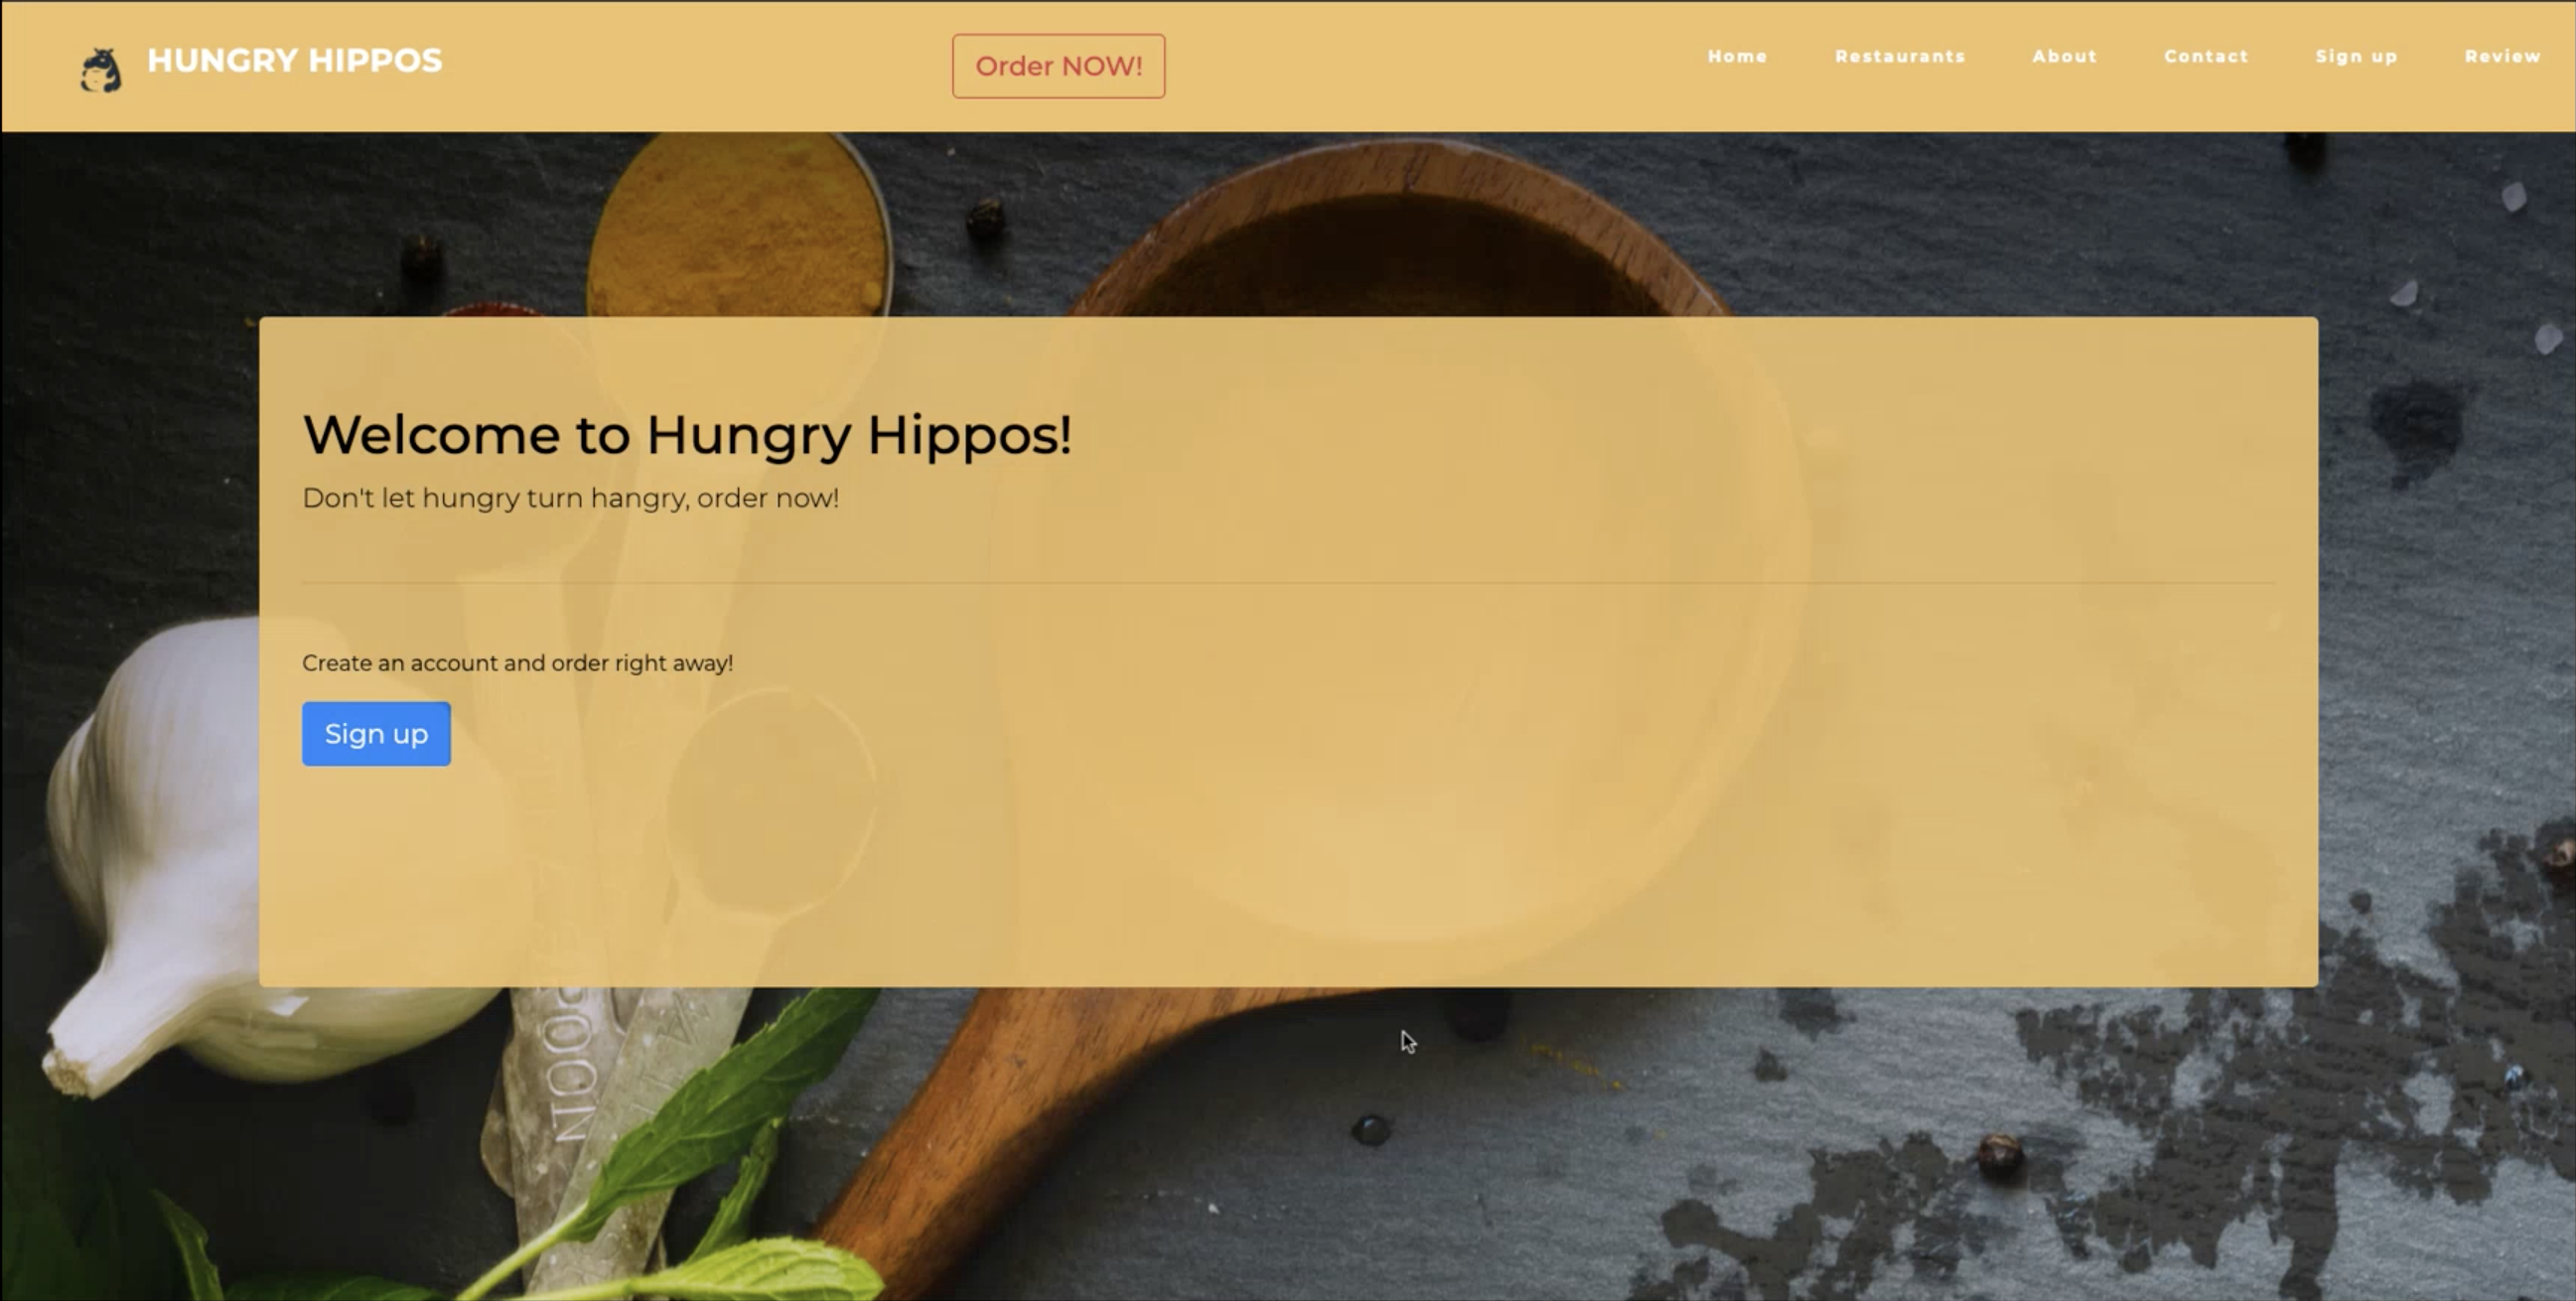 HUNGRY HIPPOS
Order NOW!
Home Restaurants About Contact Sign up Review
Welcome to Hungry Hippos!
Don't let hungry turn hangry, order now!
Create an account and order right away!
Sign up